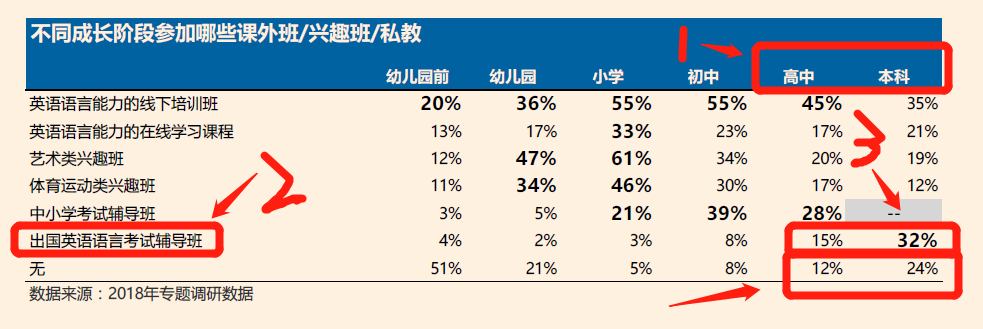 不同成长阶段参加哪些课外班/兴趣班/私教
1
幼儿园前 幼儿园 小学 初中 高中 本科
英语语言能力的线下培训班 20% 36% 55% 55% 45% 35%
英语语言能力的在线学习课程 13% 17% 33% 23% 17% 21%
3
艺术类兴趣班 12% 47% 61% 34% 20% 19%
2
体育运动类兴趣班 11% 34% 46% 30% 17% 12%
中小学考试辅导班 3% 5% 21% 39% 28% --
出国英语语言考试辅导班 4% 2% 3% 8% 15% 32%
无 51% 21% 5% 8% 12% 24%
数据来源：2018年专题调研数据